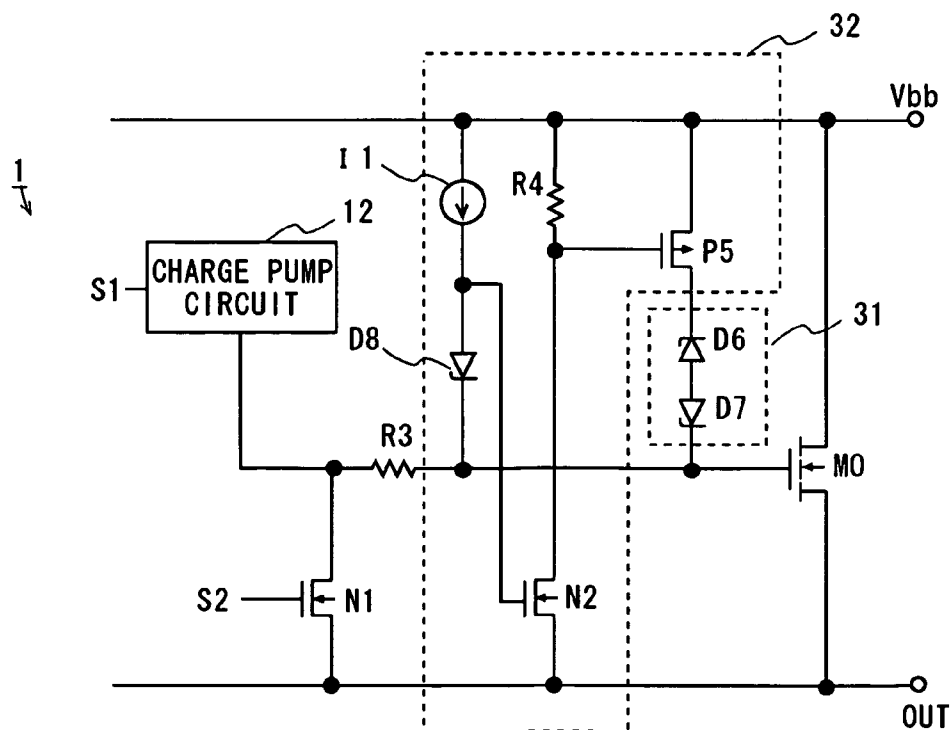 32
Vbb
I1
1
R4
12
P5
CHARGE PUMP
CIRCUIT
S1
31
D6
D8
D7
R3
M0
S2
N1
N2
OUT